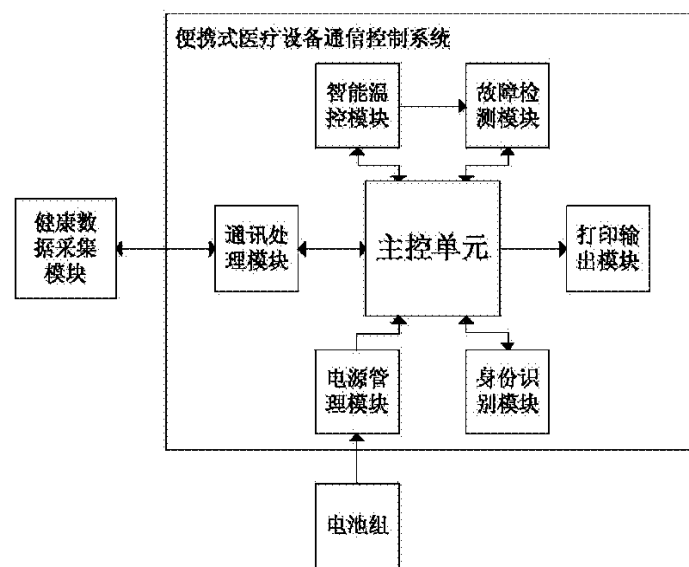 便携式医疗设备通信控制系统
智能温
控模块
故障检
测模块
健康数
据采集
模块
通讯处
理模块
主控单元
打印输
出模块
电源管
理模块
身份识
别模块
电池组